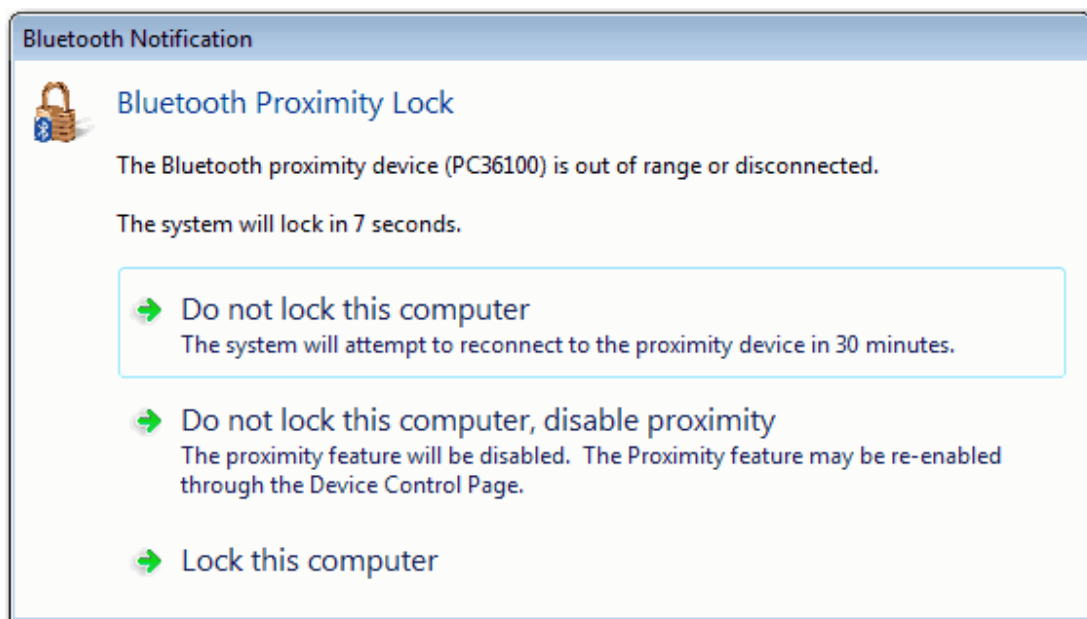 Bluetooth Notification
Bluetooth Proximity Lock
The Bluetooth proximity device (PC36100) is out of range or disconnected.
The system will lock in 7 seconds.
Do not lock this computer
The system will attempt to reconnect to the proximity device in 30 minutes.
Do not lock this computer, disable proximity
The proximity feature will be disabled.  The Proximity feature may be re-enabled
through the Device Control Page.
Lock this computer